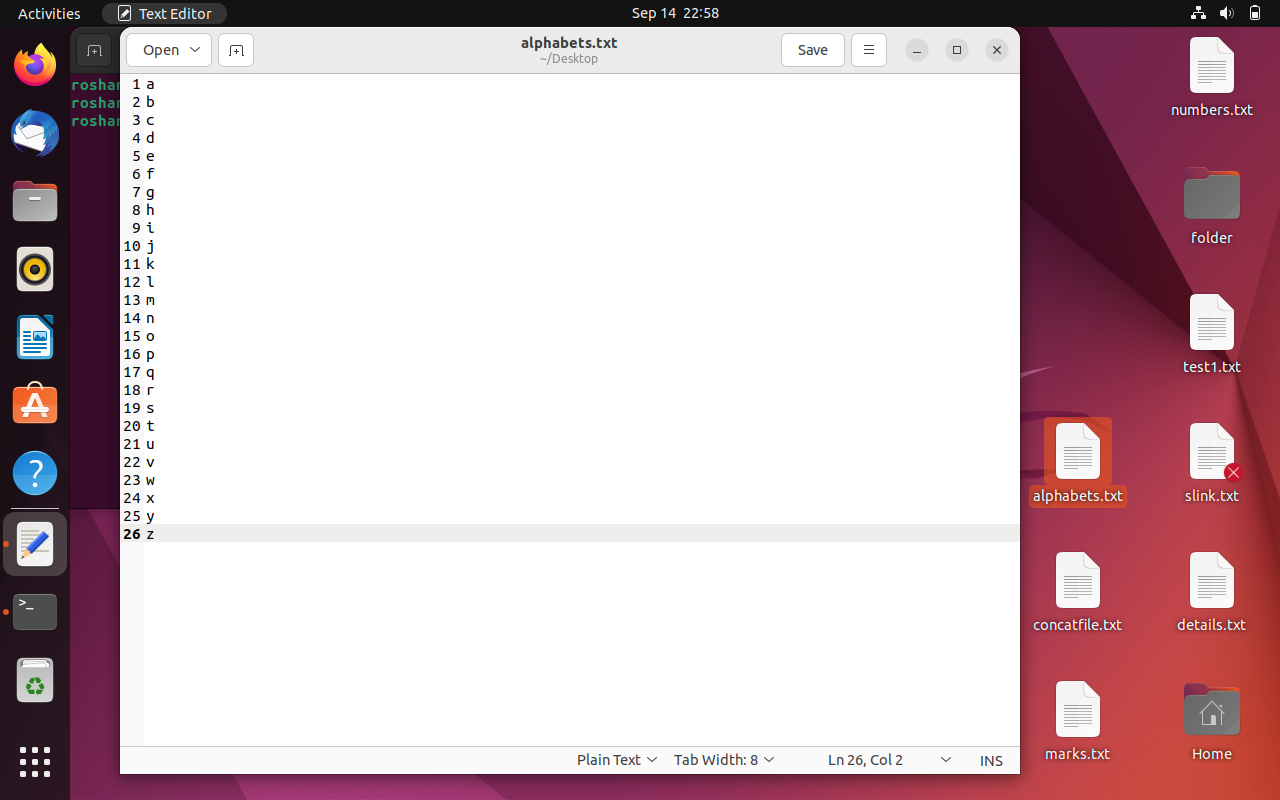 Activities Text Editor Sep 14 22:58
Open alphabets.txt Save
~/Desktop
roshan
roshan
roshan
1 a
2 b
3 c
4 d
5 e
6 f
7 g
8 h
9 i
10 j
11 k
12 l
13 m
14 n
15 o
16 p
17 q
18 r
19 s
20 t
21 u
22 v
23 w
24 x
25 y
26 z
Plain Text Tab Width: 8 Ln 26, Col 2 INS
numbers.txt
folder
test1.txt
alphabets.txt slink.txt
concatfile.txt details.txt
marks.txt Home